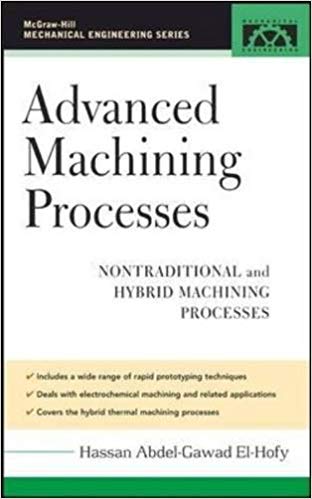 McGraw-Hill
MECHANICAL ENGINEERING SERIES
MECHANICAL
ENGINEERING
Advanced
Machining
Processes
NONTRADITIONAL and
HYBRID MACHINING
PROCESSES
✓ Includes a wide range of rapid prototyping techniques
✓ Deals with electrochemical machining and related applications
✓ Covers the hybrid thermal machining processes
Hassan Abdel-Gawad El-Hofy